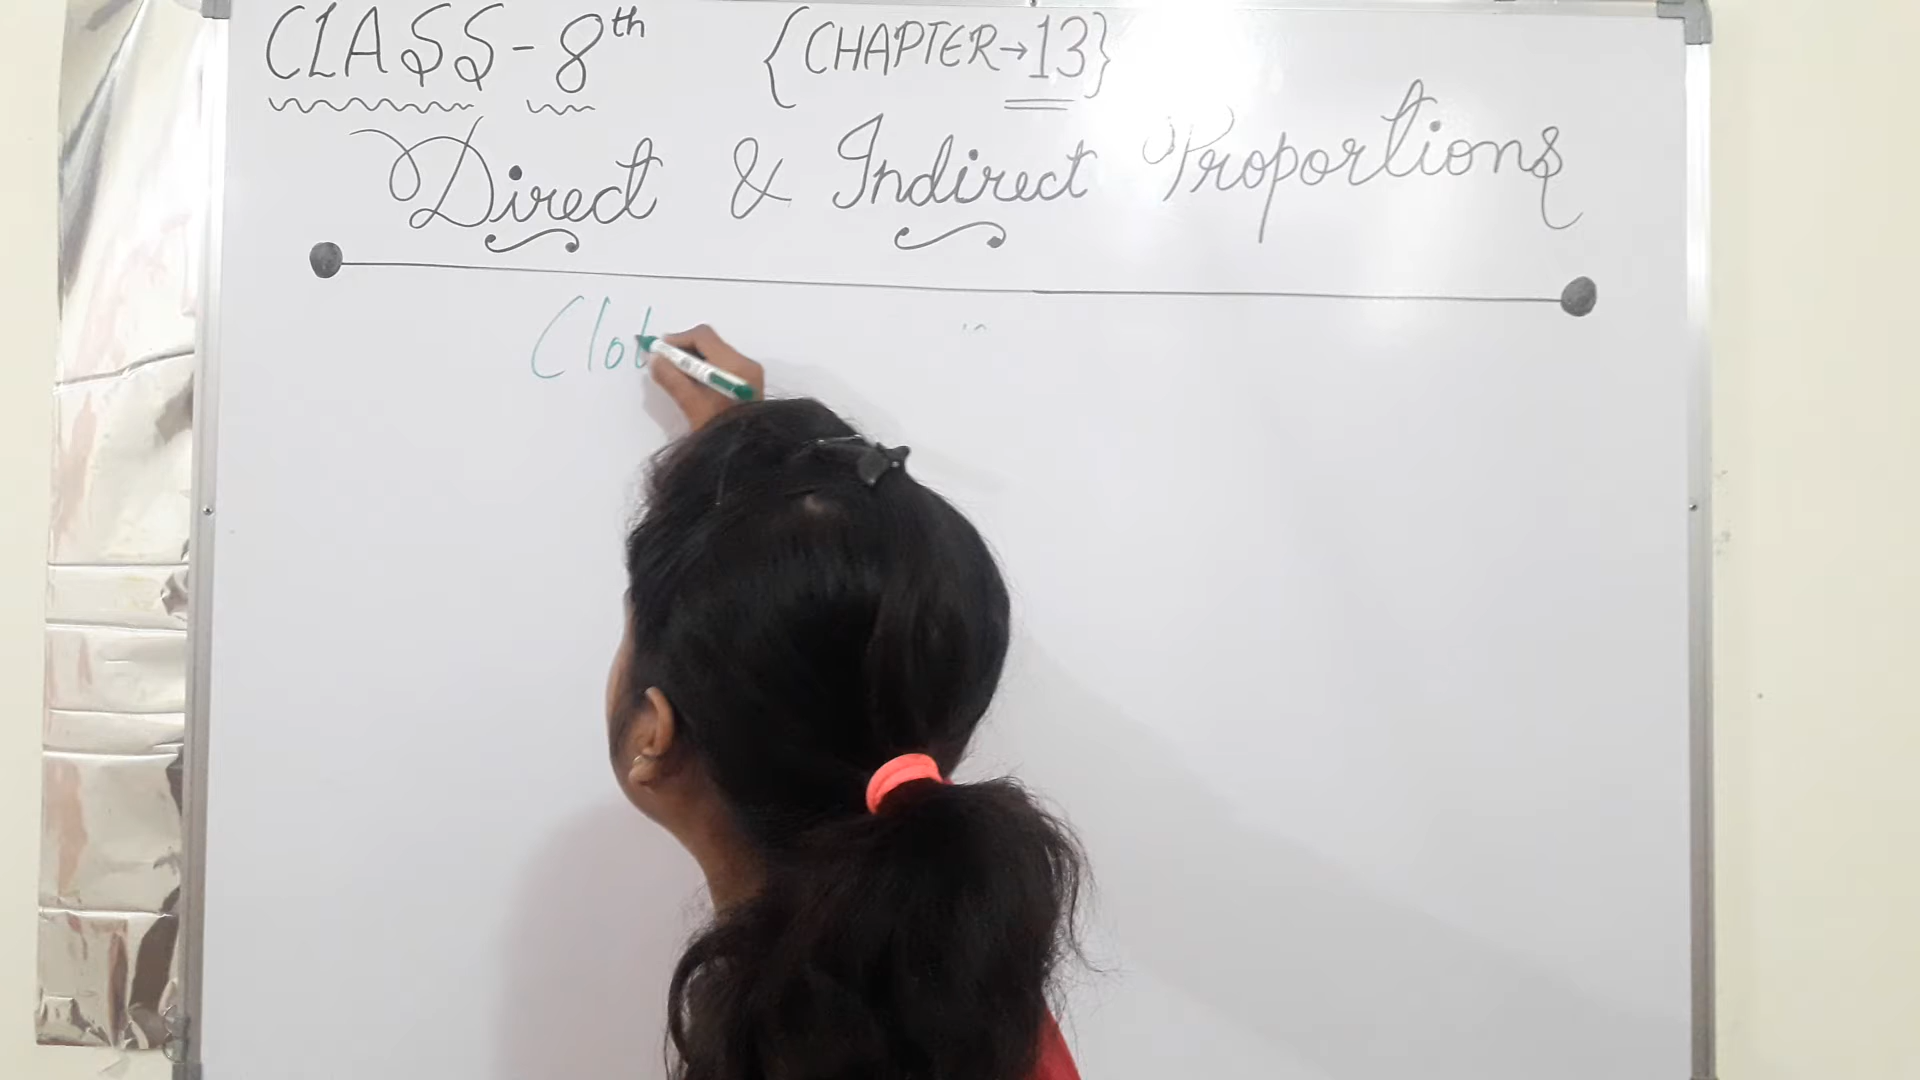 CLASS - 8th {CHAPTER→13}
Direct & Indirect Proportions
Clot